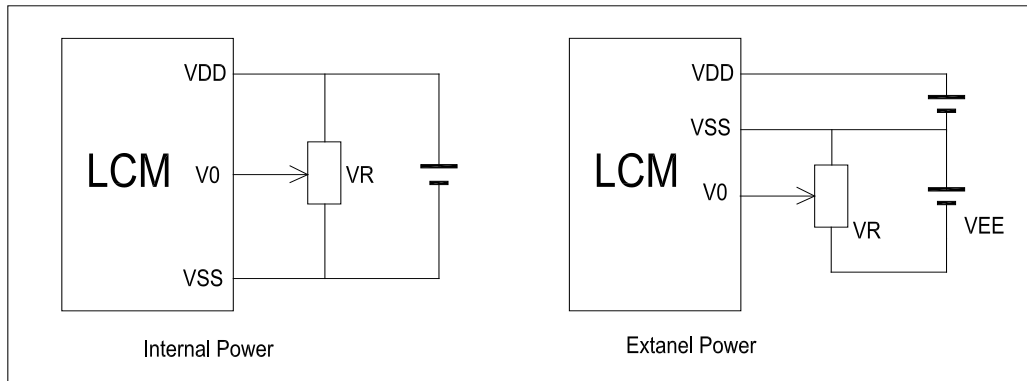 VDD
LCM
V0
VR
VSS
Internal Power
VDD
VSS
LCM
V0
VR
VEE
Extanel Power